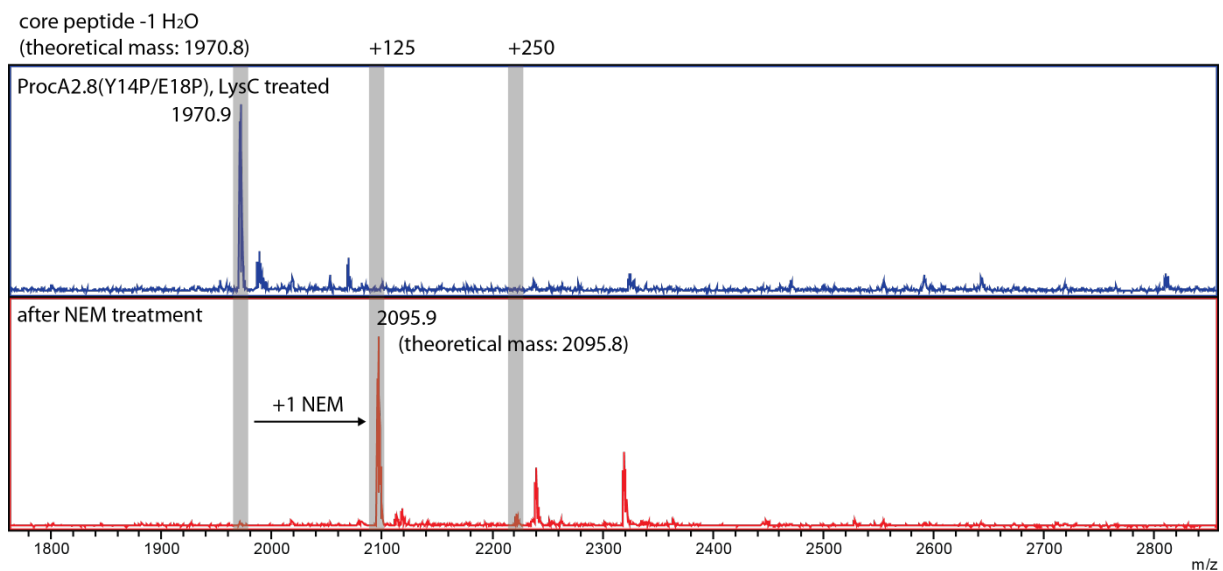 core peptide -1 H₂O
(theoretical mass: 1970.8) +125 +250
ProcA2.8(Y14P/E18P), LysC treated
1970.9
after NEM treatment
2095.9
(theoretical mass: 2095.8)
+1 NEM
1800 1900 2000 2100 2200 2300 2400 2500 2600 2700 2800
m/z